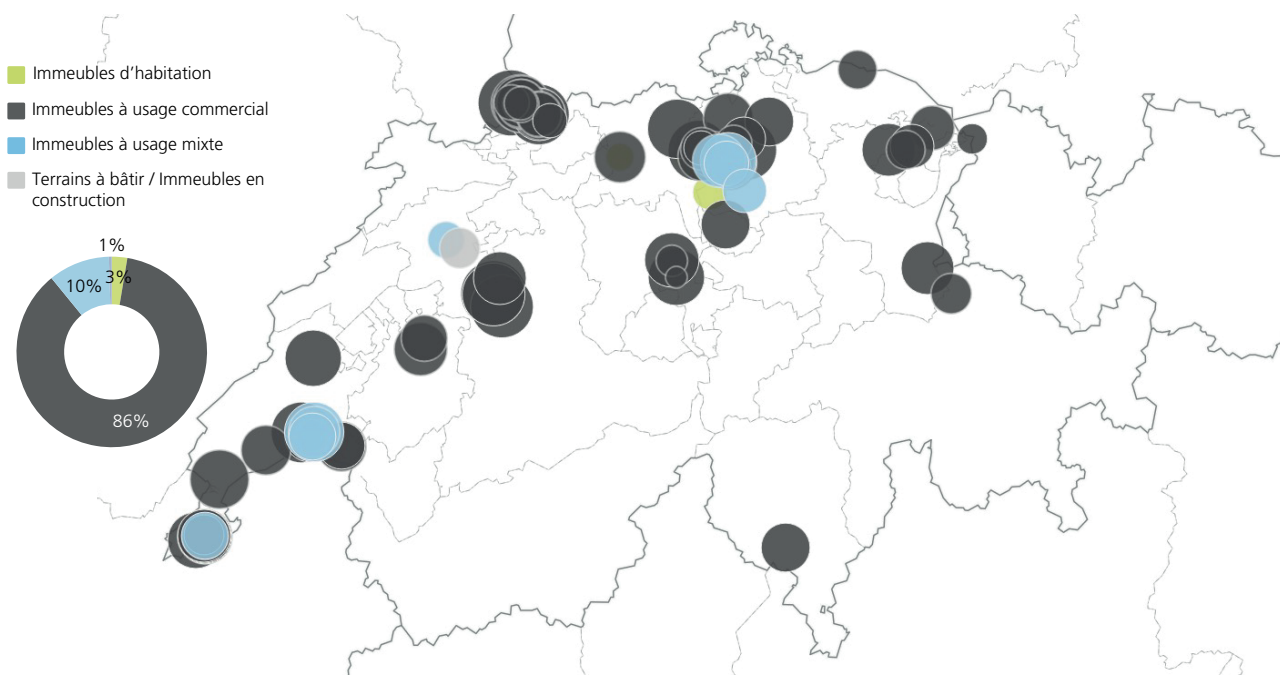 Immeubles d'habitation
Immeubles à usage commercial
Immeubles à usage mixte
Terrains à bâtir / Immeubles en
construction
1%
3%
10%
86%